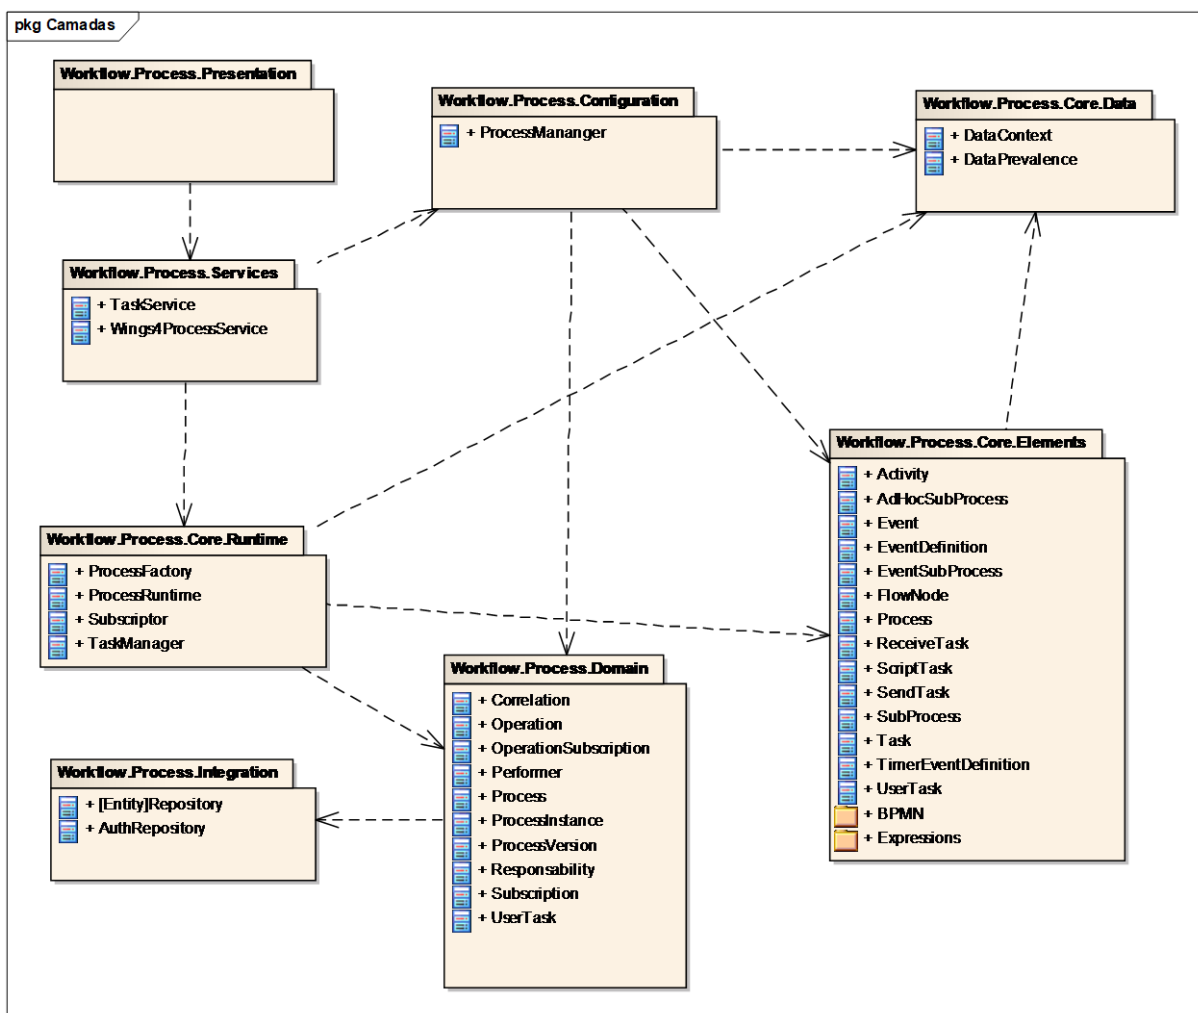 pkg Camadas
Workflow.Process.Presentation
Workflow.Process.Configuration
+ ProcessMananger
Workflow.Process.Core.Data
+ DataContext
+ DataPrevalence
Workflow.Process.Services
+ TaskService
+ Wings4ProcessService
Workflow.Process.Core.Runtime
+ ProcessFactory
+ ProcessRuntime
+ Subscriptor
+ TaskManager
Workflow.Process.Core.Elements
+ Activity
+ AdHocSubProcess
+ Event
+ EventDefinition
+ EventSubProcess
+ FlowNode
+ Process
+ ReceiveTask
+ ScriptTask
+ SendTask
+ SubProcess
+ Task
+ TimerEventDefinition
+ UserTask
+ BPMN
+ Expressions
Workflow.Process.Domain
+ Correlation
+ Operation
+ OperationSubscription
+ Performer
+ Process
+ ProcessInstance
+ ProcessVersion
+ Responsability
+ Subscription
+ UserTask
Workflow.Process.Integration
+ [Entity]Repository
+ AuthRepository